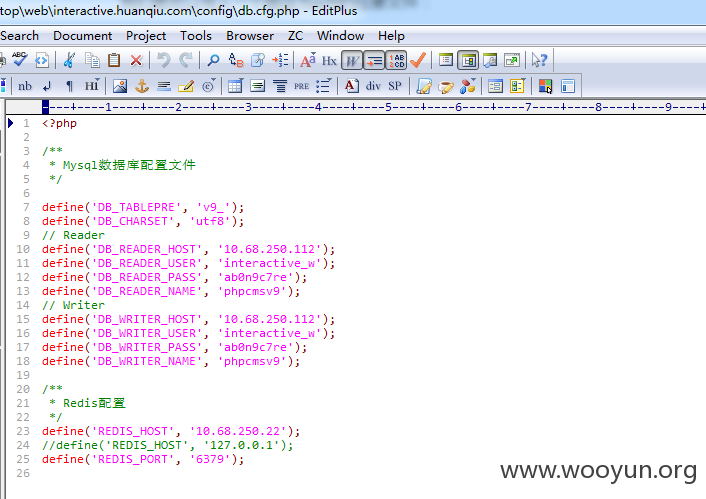 top\web\interactive.huanqiu.com\config\db.cfg.php - EditPlus
Search Document Project Tools Browser ZC Window Help
ABC Hx W 1AB 2CD
nb ¶ Hi PRE A div SP
1 2 3 4 5 6 7 8 9
1 <?php
2
3 /**
4 * Mysql数据库配置文件
5 */
6
7 define('DB_TABLEPRE', 'v9_');
8 define('DB_CHARSET', 'utf8');
9 // Reader
10 define('DB_READER_HOST', '10.68.250.112');
11 define('DB_READER_USER', 'interactive_w');
12 define('DB_READER_PASS', 'ab0n9c7re');
13 define('DB_READER_NAME', 'phpcmsv9');
14 // Writer
15 define('DB_WRITER_HOST', '10.68.250.112');
16 define('DB_WRITER_USER', 'interactive_w');
17 define('DB_WRITER_PASS', 'ab0n9c7re');
18 define('DB_WRITER_NAME', 'phpcmsv9');
19
20 /**
21 * Redis配置
22 */
23 define('REDIS_HOST', '10.68.250.22');
24 //define('REDIS_HOST', '127.0.0.1');
25 define('REDIS_PORT', '6379');
26
www.wooyun.org